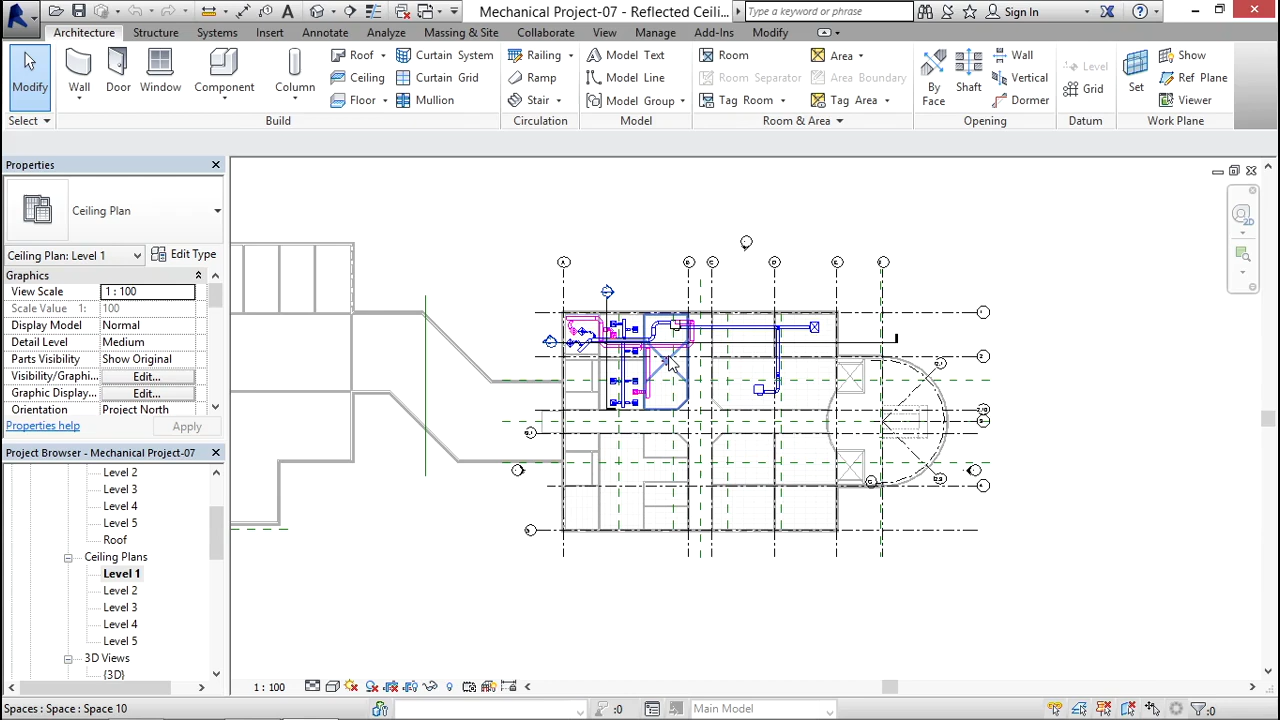 Mechanical Project-07 - Reflected Ceili...
Type a keyword or phrase
Sign In
Architecture Structure Systems Insert Annotate Analyze Massing & Site Collaborate View Manage Add-Ins Modify
Modify
Wall
Door
Window
Component
Column
Roof
Ceiling
Floor
Curtain System
Curtain Grid
Mullion
Railing
Ramp
Stair
Model Text
Model Line
Model Group
Room
Room Separator
Tag Room
Area
Area Boundary
Tag Area
By Face
Shaft
Wall
Vertical
Dormer
Level
Grid
Set
Show
Ref Plane
Viewer
Select Build Circulation Model Room & Area Opening Datum Work Plane
Properties
Ceiling Plan
Ceiling Plan: Level 1
Edit Type
Graphics
View Scale 1 : 100
Scale Value 1: 100
Display Model Normal
Detail Level Medium
Parts Visibility Show Original
Visibility/Graphi... Edit...
Graphic Display... Edit...
Orientation Project North
Properties help
Apply
Project Browser - Mechanical Project-07
Level 2
Level 3
Level 4
Level 5
Roof
Ceiling Plans
Level 1
Level 2
Level 3
Level 4
Level 5
3D Views
{3D}
1 : 100
Spaces : Space : Space 10
:0
Main Model
:0